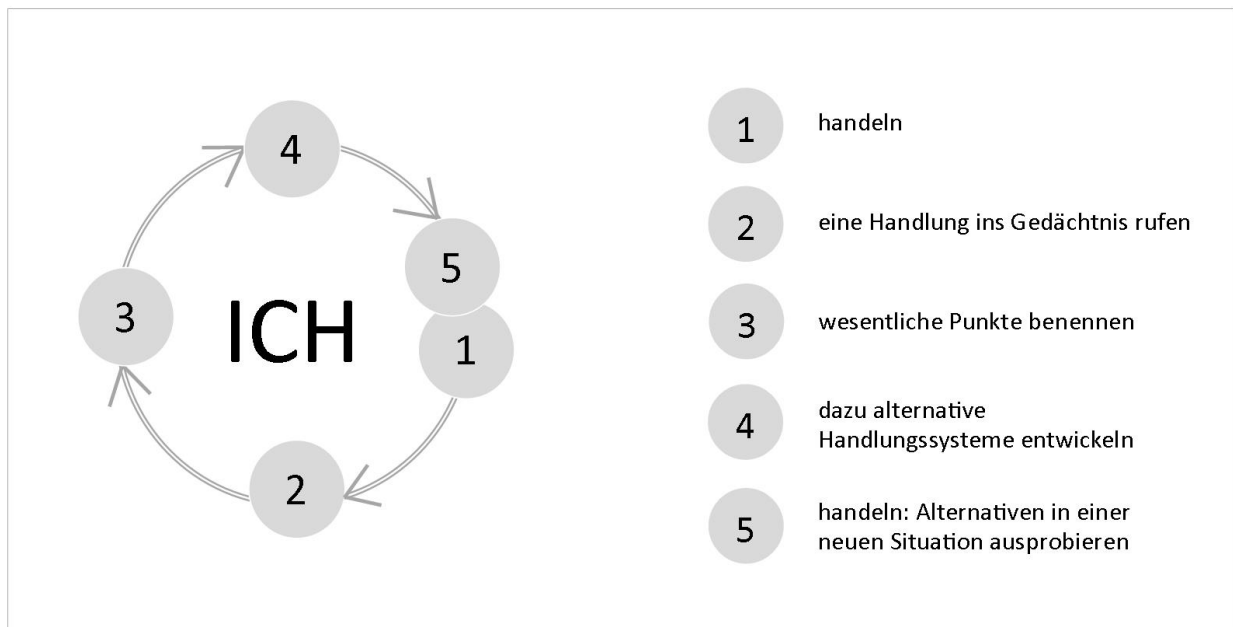 4
5
3
ICH
1
2
1 handeln
2 eine Handlung ins Gedächtnis rufen
3 wesentliche Punkte benennen
4 dazu alternative
Handlungssysteme entwickeln
5 handeln: Alternativen in einer
neuen Situation ausprobieren